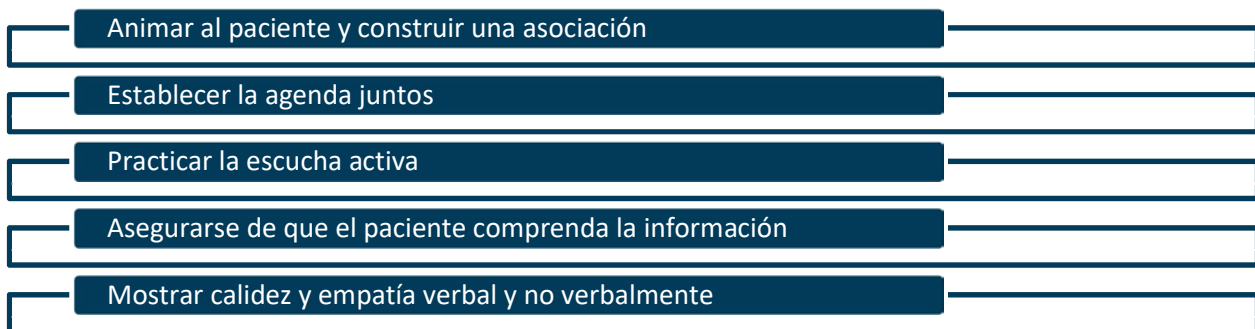 Animar al paciente y construir una asociación
Establecer la agenda juntos
Practicar la escucha activa
Asegurarse de que el paciente comprenda la información
Mostrar calidez y empatía verbal y no verbalmente